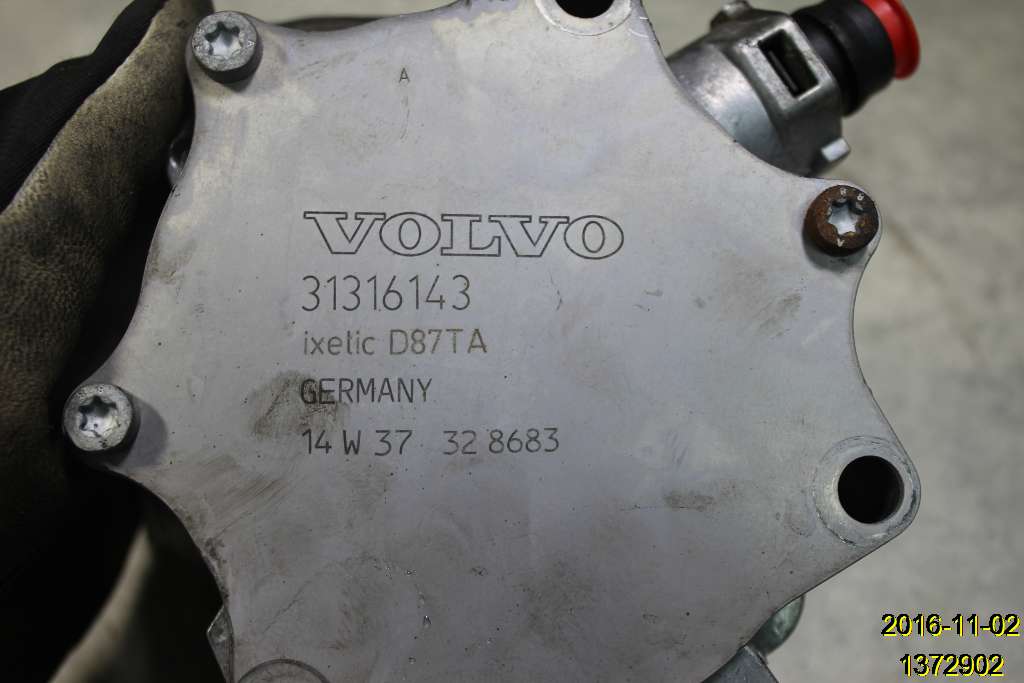 A
VOLVO
31316143
ixetic D87TA
GERMANY
14 W 37 32 8683
2016-11-02
1372902